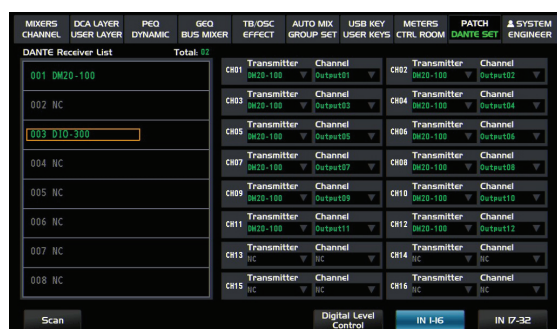 MIXERS DCA LAYER PEQ GEQ TB/OSC AUTO MIX USB KEY METERS PATCH SYSTEM
CHANNEL USER LAYER DYNAMIC BUS MIXER EFFECT GROUP SET USER KEYS CTRL ROOM DANTE SET ENGINEER
DANTE Receiver List Total: 02
001 DM20-100
002 NC
003 DIO-300
004 NC
005 NC
006 NC
007 NC
008 NC
CH01 Transmitter Channel
DM20-100 Output01
CH02 Transmitter Channel
DM20-100 Output02
CH03 Transmitter Channel
DM20-100 Output03
CH04 Transmitter Channel
DM20-100 Output04
CH05 Transmitter Channel
DM20-100 Output05
CH06 Transmitter Channel
DM20-100 Output06
CH07 Transmitter Channel
DM20-100 Output07
CH08 Transmitter Channel
DM20-100 Output08
CH09 Transmitter Channel
DM20-100 Output09
CH10 Transmitter Channel
DM20-100 Output10
CH11 Transmitter Channel
DM20-100 Output11
CH12 Transmitter Channel
DM20-100 Output12
CH13 Transmitter Channel
NC NC
CH14 Transmitter Channel
NC NC
CH15 Transmitter Channel
NC NC
CH16 Transmitter Channel
NC NC
Scan
Digital Level
Control
IN 1-16
IN 17-32